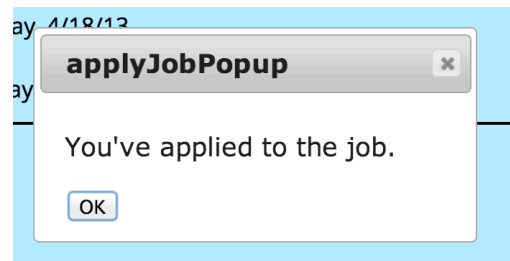 ay 4/18/13
applyJobPopup
ay
You've applied to the job.
OK